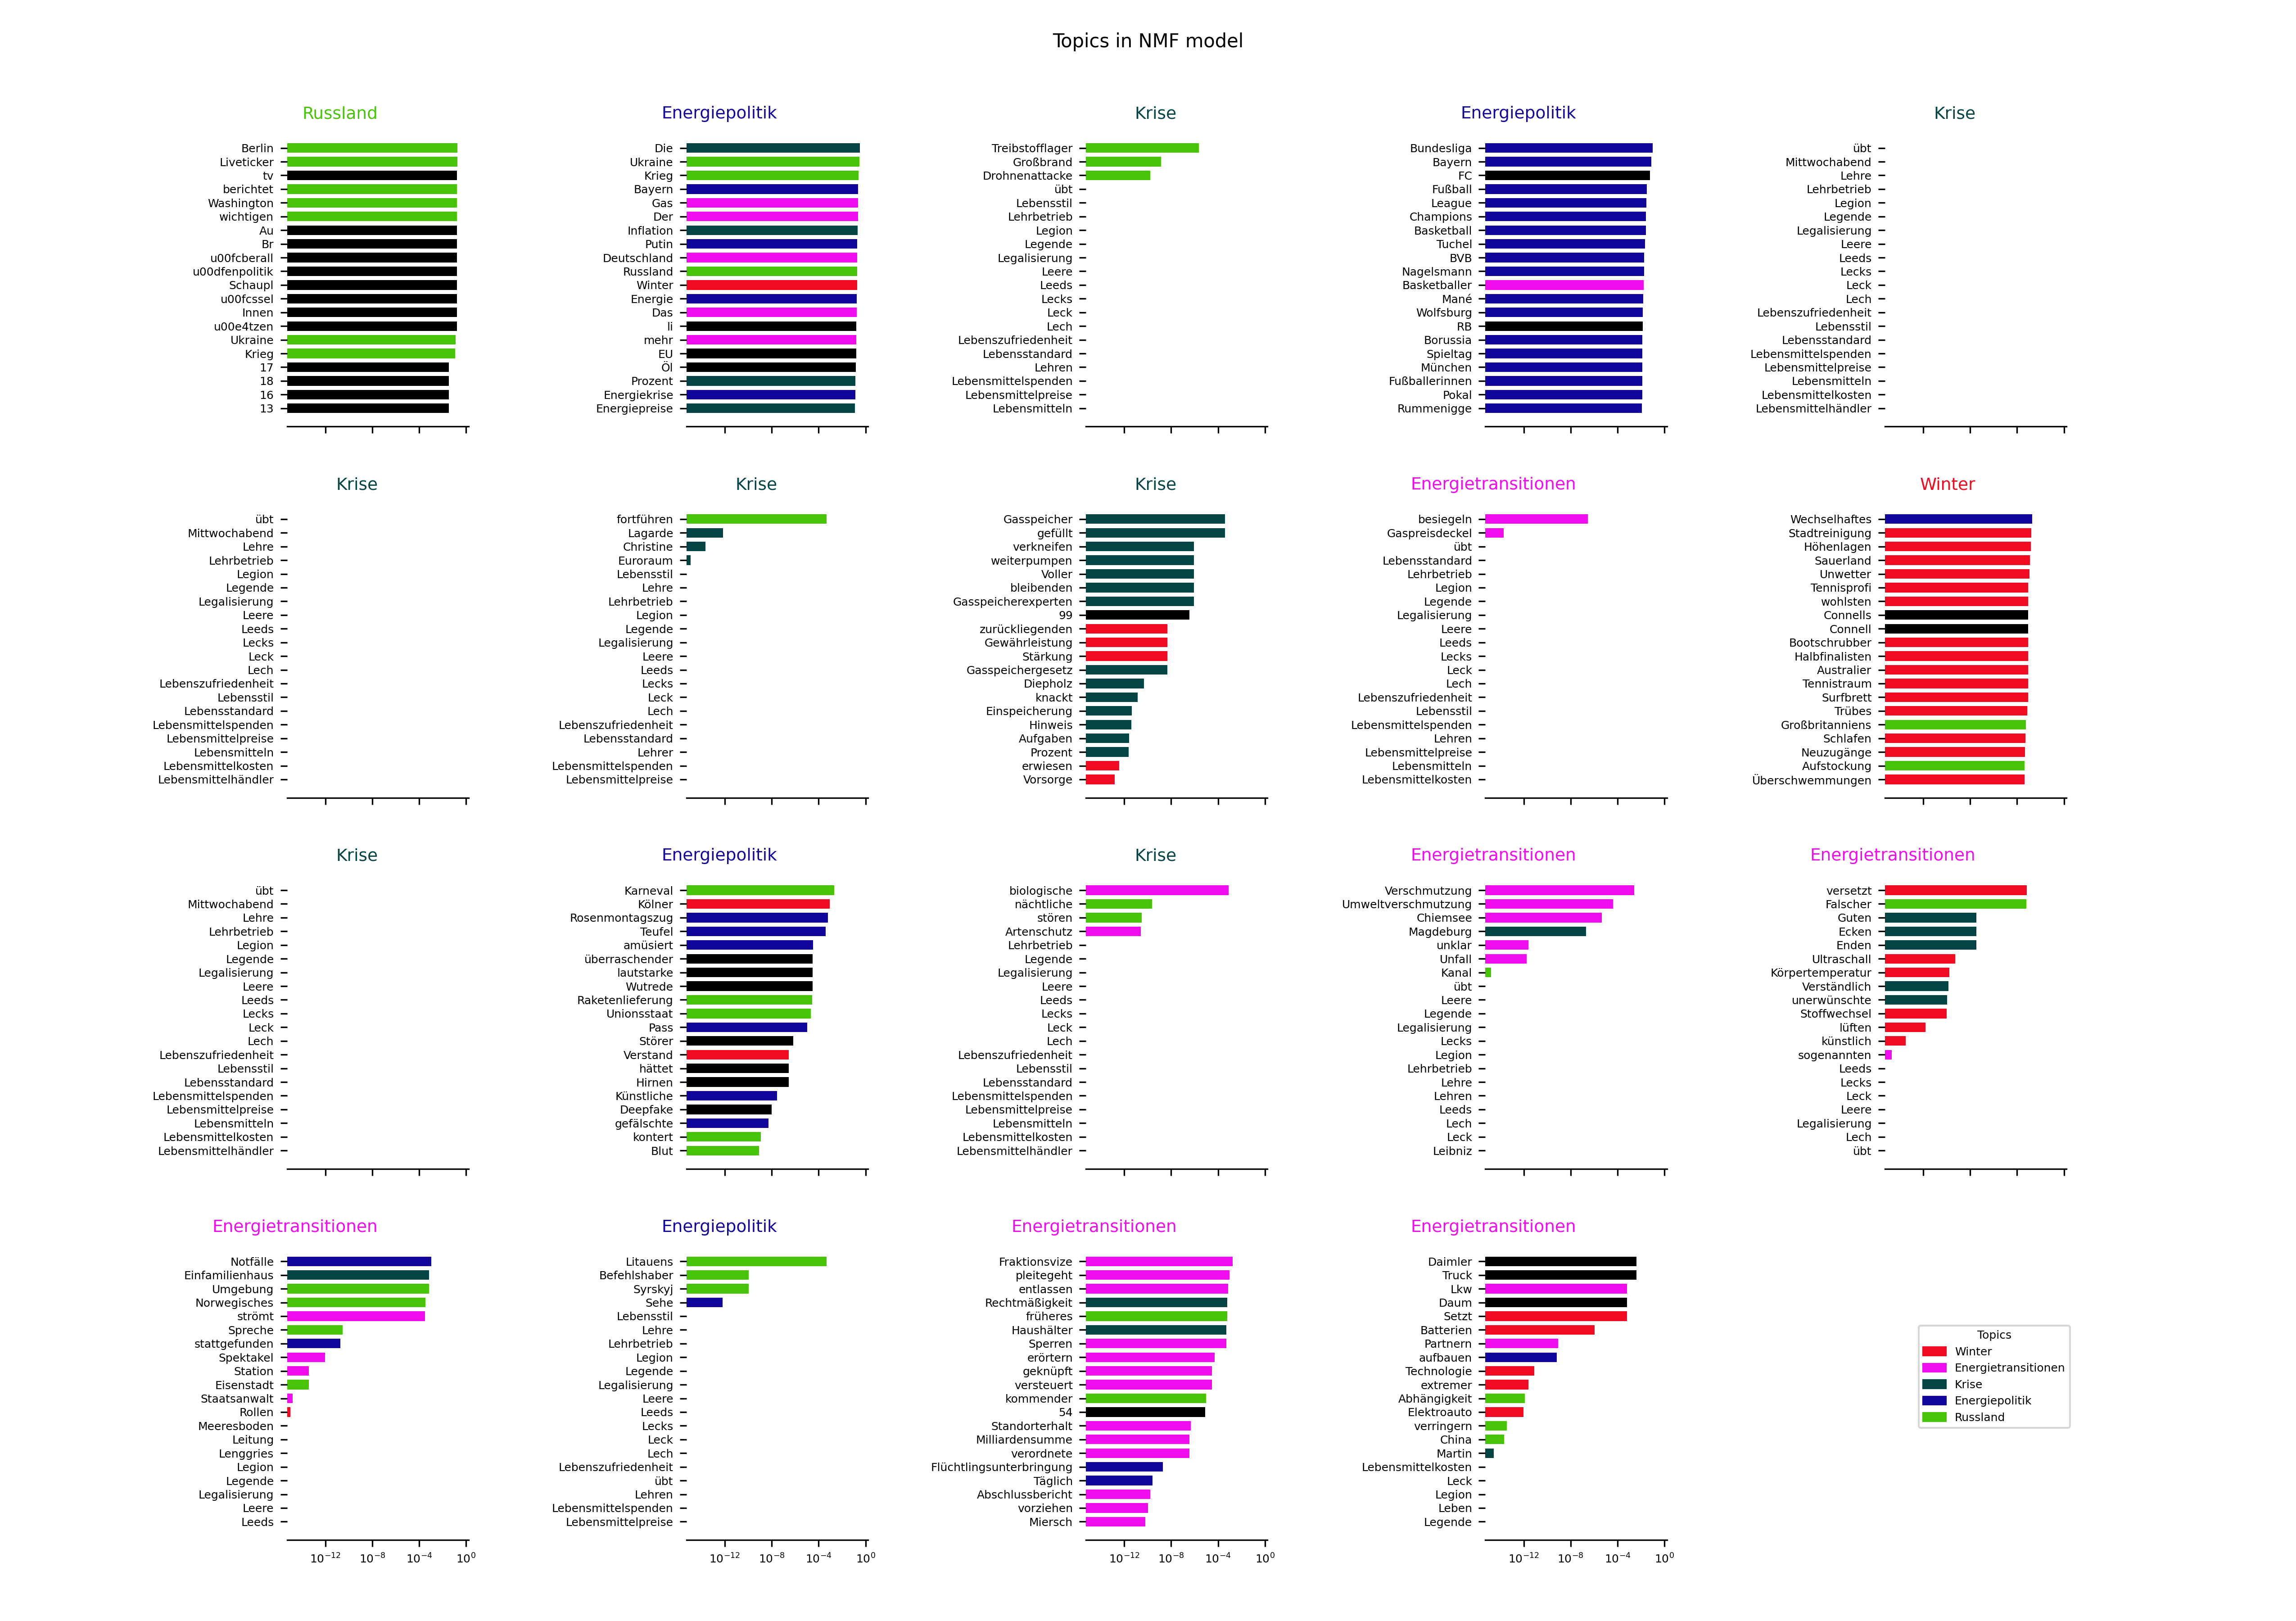 Topics in NMF model
Russland
Berlin
Liveticker
tv
berichtet
Washington
wichtigen
Au
Br
u00fcberall
u00dfenpolitik
Schaupl
u00fcssel
Innen
u00e4tzen
Ukraine
Krieg
17
18
16
13
Energiepolitik
Die
Ukraine
Krieg
Bayern
Gas
Der
Inflation
Putin
Deutschland
Russland
Winter
Energie
Das
li
mehr
EU
Öl
Prozent
Energiekrise
Energiepreise
Krise
Treibstofflager
Großbrand
Drohnenattacke
übt
Lebensstil
Lehrbetrieb
Legion
Legende
Legalisierung
Leere
Leeds
Lecks
Leck
Lech
Lebenszufriedenheit
Lebensstandard
Lehren
Lebensmittelspenden
Lebensmittelpreise
Lebensmitteln
Energiepolitik
Bundesliga
Bayern
FC
Fußball
League
Champions
Basketball
Tuchel
BVB
Nagelsmann
Basketballer
Mané
Wolfsburg
RB
Borussia
Spieltag
München
Fußballerinnen
Pokal
Rummenigge
Krise
übt
Mittwochabend
Lehre
Lehrbetrieb
Legion
Legende
Legalisierung
Leere
Leeds
Lecks
Leck
Lech
Lebenszufriedenheit
Lebensstil
Lebensstandard
Lebensmittelspenden
Lebensmittelpreise
Lebensmitteln
Lebensmittelkosten
Lebensmittelhändler
Krise
übt
Mittwochabend
Lehre
Lehrbetrieb
Legion
Legende
Legalisierung
Leere
Leeds
Lecks
Leck
Lech
Lebenszufriedenheit
Lebensstil
Lebensstandard
Lebensmittelspenden
Lebensmittelpreise
Lebensmitteln
Lebensmittelkosten
Lebensmittelhändler
Krise
fortführen
Lagarde
Christine
Euroraum
Lebensstil
Lehre
Lehrbetrieb
Legion
Legende
Legalisierung
Leere
Leeds
Lecks
Leck
Lech
Lebenszufriedenheit
Lebensstandard
Lehrer
Lebensmittelspenden
Lebensmittelpreise
Krise
Gasspeicher
gefüllt
verkneifen
weiterpumpen
Voller
bleibenden
Gasspeicherexperten
99
zurückliegenden
Gewährleistung
Stärkung
Gasspeichergesetz
Diepholz
knackt
Einspeicherung
Hinweis
Aufgaben
Prozent
erwiesen
Vorsorge
Energietransitionen
besiegeln
Gaspreisdeckel
übt
Lebensstandard
Lehrbetrieb
Legion
Legende
Legalisierung
Leere
Leeds
Lecks
Leck
Lech
Lebenszufriedenheit
Lebensstil
Lebensmittelspenden
Lehren
Lebensmittelpreise
Lebensmitteln
Lebensmittelkosten
Winter
Wechselhaftes
Stadtreinigung
Höhenlagen
Sauerland
Unwetter
Tennisprofi
wohlsten
Connells
Connell
Bootschrubber
Halbfinalisten
Australier
Tennistraum
Surfbrett
Trübes
Großbritanniens
Schlafen
Neuzugänge
Aufstockung
Überschwemmungen
Krise
übt
Mittwochabend
Lehre
Lehrbetrieb
Legion
Legende
Legalisierung
Leere
Leeds
Lecks
Leck
Lech
Lebenszufriedenheit
Lebensstil
Lebensstandard
Lebensmittelspenden
Lebensmittelpreise
Lebensmitteln
Lebensmittelkosten
Lebensmittelhändler
Energiepolitik
Karneval
Kölner
Rosenmontagszug
Teufel
amüsiert
überraschender
lautstarke
Wutrede
Raketenlieferung
Unionsstaat
Pass
Störer
Verstand
hättet
Hirnen
Künstliche
Deepfake
gefälschte
kontert
Blut
Krise
biologische
nächtliche
stören
Artenschutz
Lehrbetrieb
Legende
Legalisierung
Leere
Leeds
Lecks
Leck
Lech
Lebenszufriedenheit
Lebensstil
Lebensstandard
Lebensmittelspenden
Lebensmittelpreise
Lebensmitteln
Lebensmittelkosten
Lebensmittelhändler
Energietransitionen
Verschmutzung
Umweltverschmutzung
Chiemsee
Magdeburg
unklar
Unfall
Kanal
übt
Leere
Legende
Legalisierung
Lecks
Legion
Lehrbetrieb
Lehre
Lehren
Leeds
Lech
Leck
Leibniz
Energietransitionen
versetzt
Falscher
Guten
Ecken
Enden
Ultraschall
Körpertemperatur
Verständlich
unerwünschte
Stoffwechsel
lüften
künstlich
sogenannten
Leeds
Lecks
Leck
Leere
Legalisierung
Lech
übt
Energietransitionen
Notfälle
Einfamilienhaus
Umgebung
Norwegisches
strömt
Spreche
stattgefunden
Spektakel
Station
Eisenstadt
Staatsanwalt
Rollen
Meeresboden
Leitung
Lenggries
Legion
Legende
Legalisierung
Leere
Leeds
10⁻¹² 10⁻⁸ 10⁻⁴ 10⁰
Energiepolitik
Litauens
Befehlshaber
Syrskyj
Sehe
Lebensstil
Lehre
Lehrbetrieb
Legion
Legende
Legalisierung
Leere
Leeds
Lecks
Leck
Lech
Lebenszufriedenheit
übt
Lehren
Lebensmittelspenden
Lebensmittelpreise
10⁻¹² 10⁻⁸ 10⁻⁴ 10⁰
Energietransitionen
Fraktionsvize
pleitegeht
entlassen
Rechtmäßigkeit
früheres
Haushälter
Sperren
erörtern
geknüpft
versteuert
kommender
54
Standorterhalt
Milliardensumme
verordnete
Flüchtlingsunterbringung
Täglich
Abschlussbericht
vorziehen
Miersch
10⁻¹² 10⁻⁸ 10⁻⁴ 10⁰
Energietransitionen
Daimler
Truck
Lkw
Daum
Setzt
Batterien
Partnern
aufbauen
Technologie
extremer
Abhängigkeit
Elektroauto
verringern
China
Martin
Lebensmittelkosten
Leck
Legion
Leben
Legende
10⁻¹² 10⁻⁸ 10⁻⁴ 10⁰
Topics
Winter
Energietransitionen
Krise
Energiepolitik
Russland